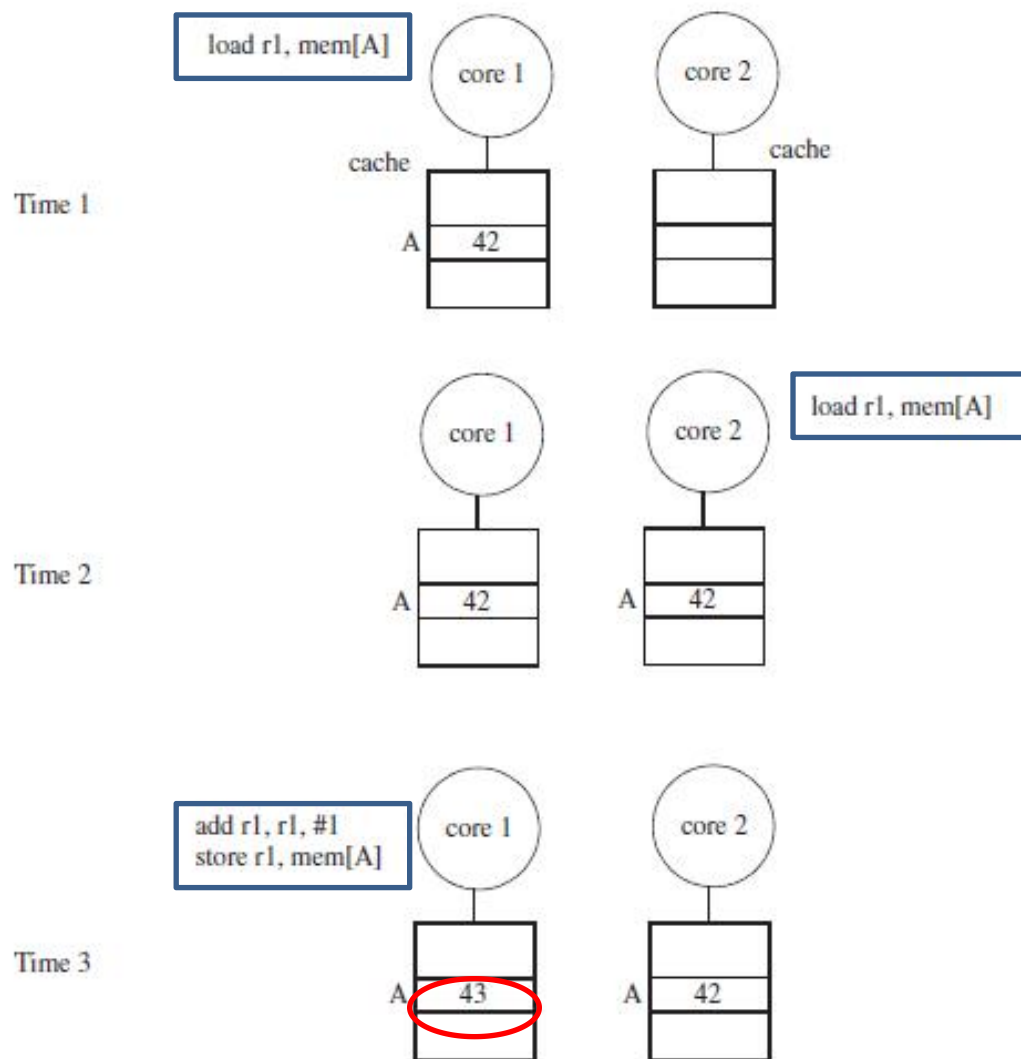 load r1, mem[A]
core 1
core 2
cache
cache
Time 1
A 42
core 1
core 2
load r1, mem[A]
Time 2
A 42
A 42
add r1, r1, #1
store r1, mem[A]
core 1
core 2
Time 3
A 43
A 42